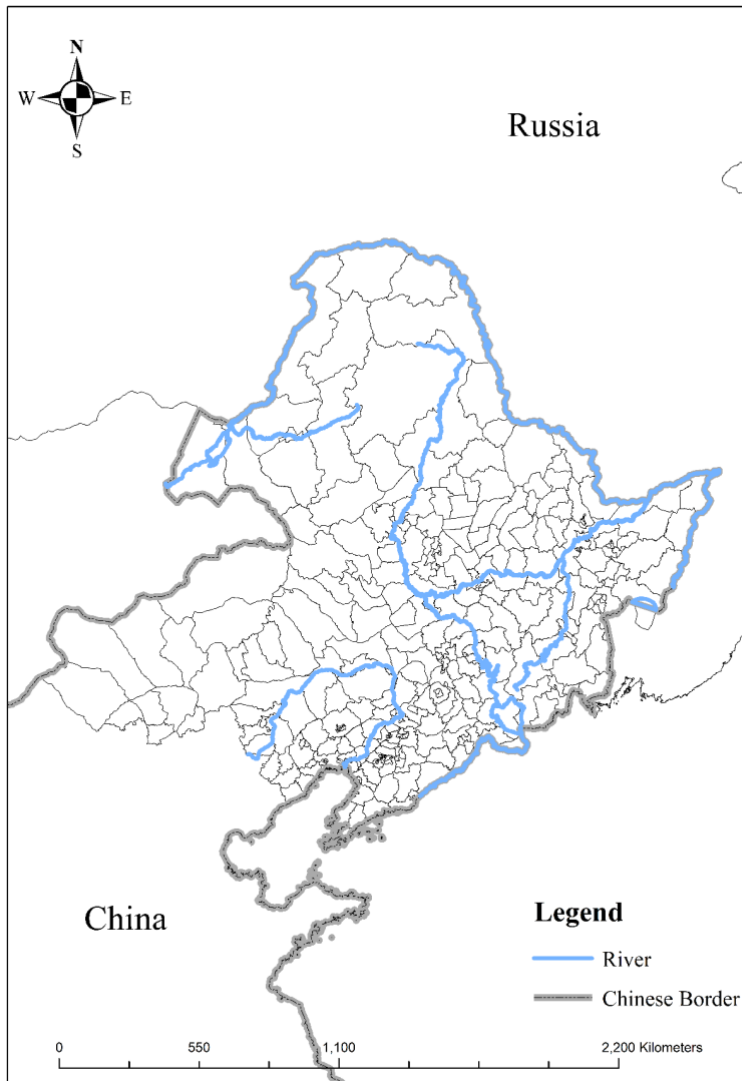 N
W E
S
Russia
China
Legend
River
Chinese Border
0 550 1,100 2,200 Kilometers